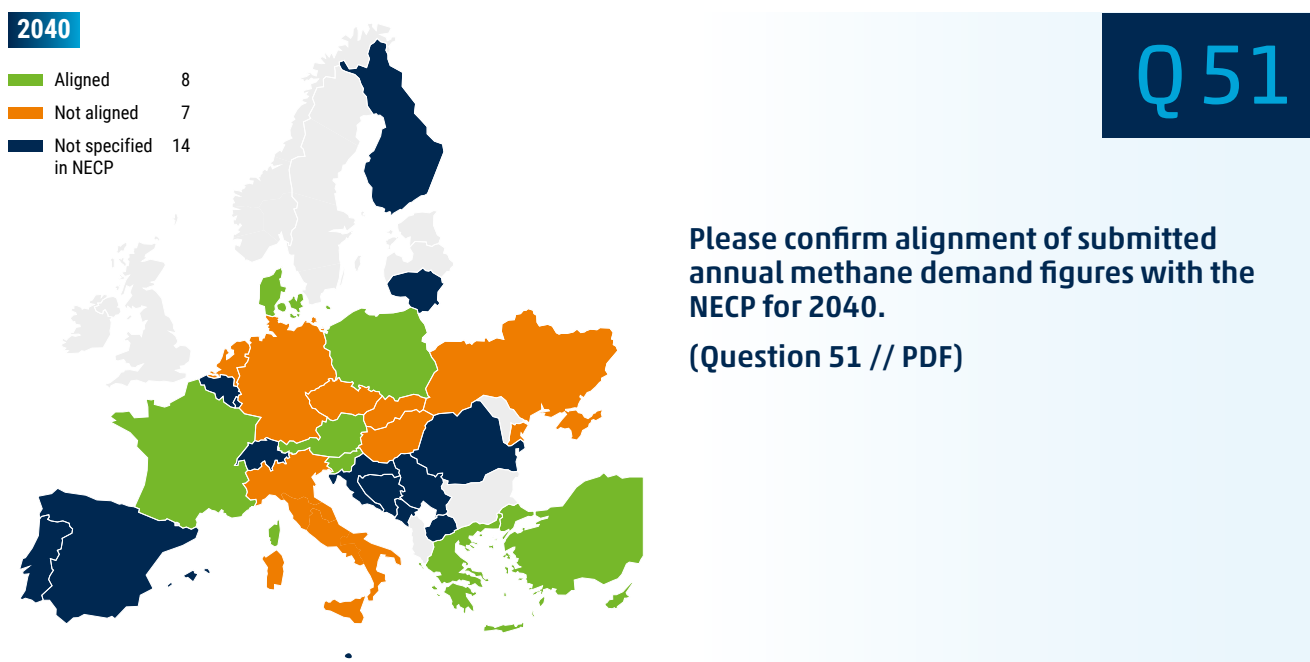 2040
Aligned 8
Not aligned 7
Not specified 14
in NECP
Q 51
Please confirm alignment of submitted
annual methane demand figures with the
NECP for 2040.
(Question 51 // PDF)